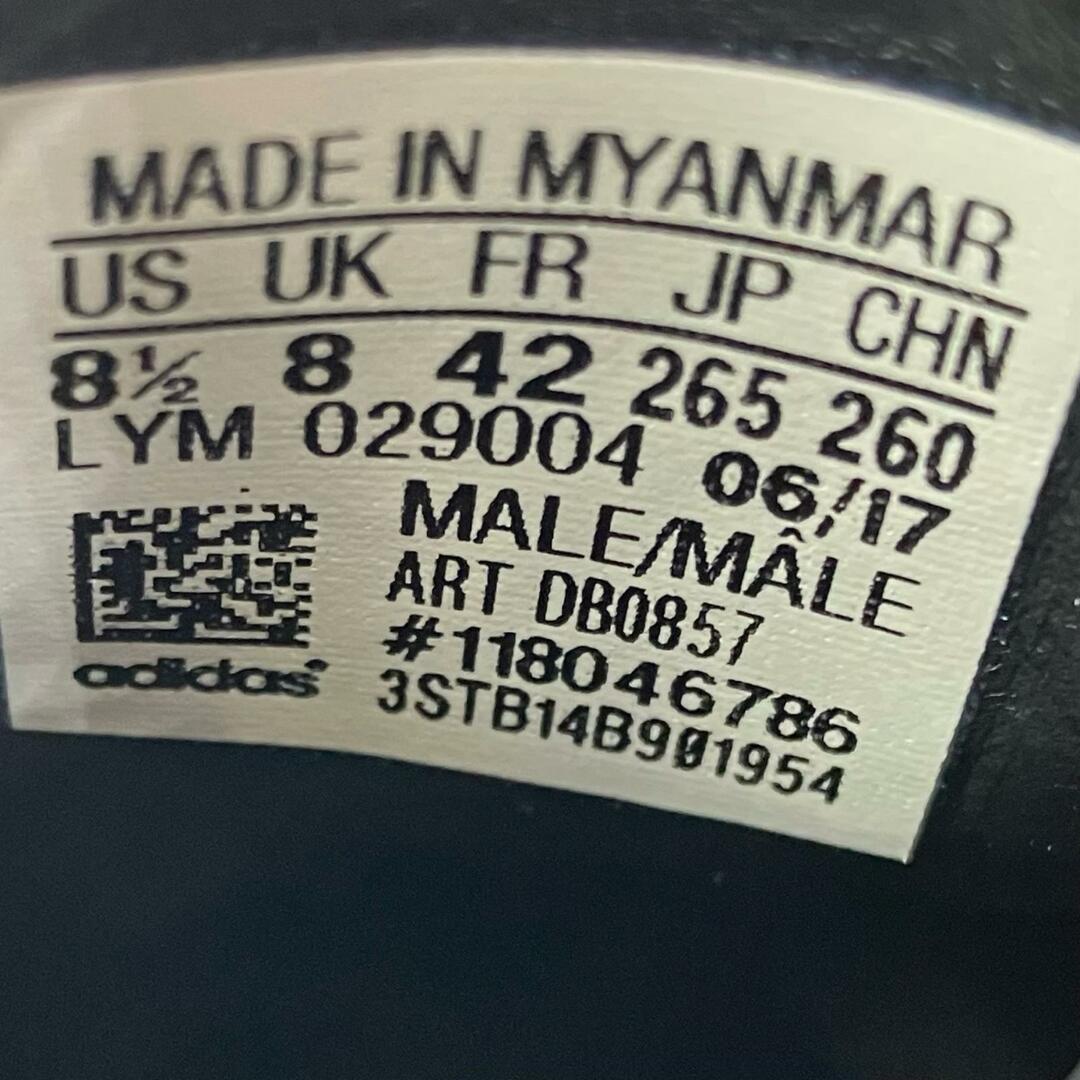 MADE IN MYANMAR
US UK FR JP CHN
8½ 8 42 265 260
LYM 029004 06/17
MALE/MÂLE
ART DB0857
#118046786
3STB14B901954
adidas